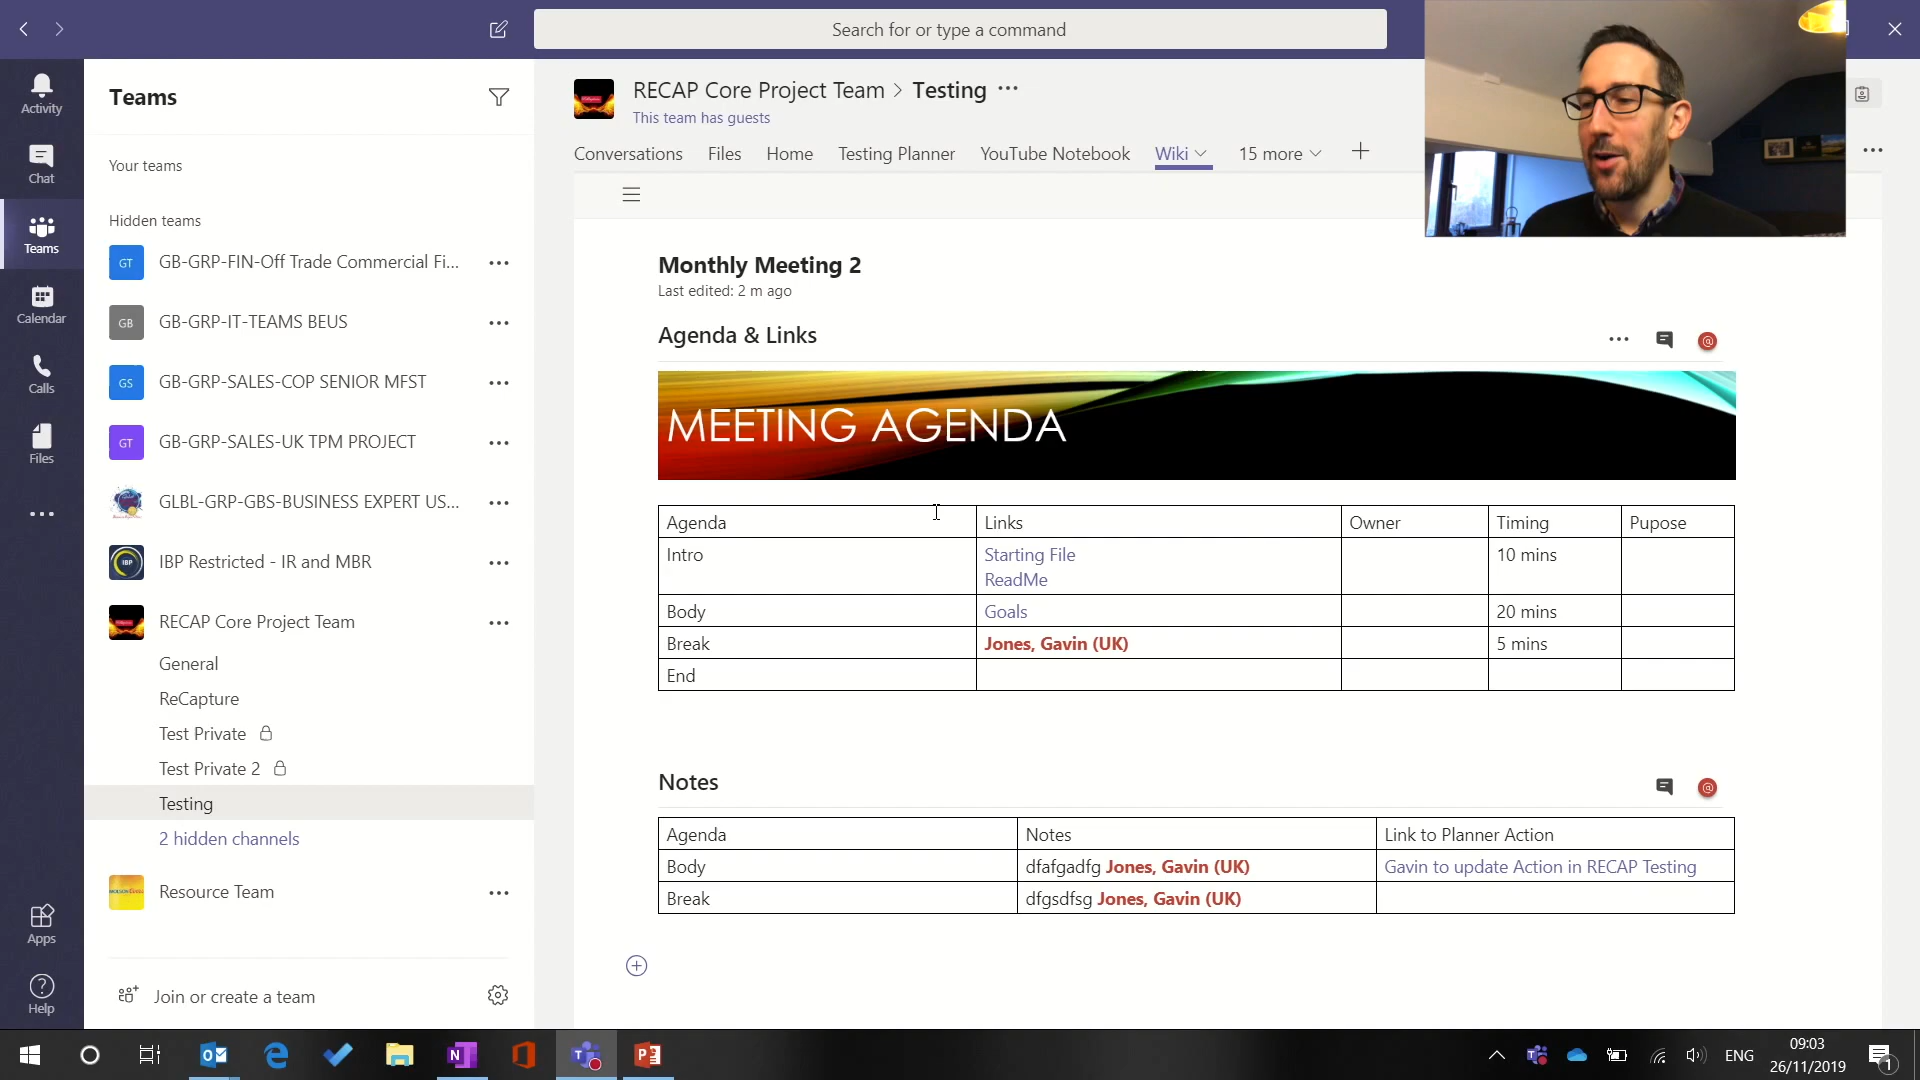 Search for or type a command
Activity
Chat
Teams
Calendar
Calls
Files
Apps
Help
Teams
Your teams
Hidden teams
GT GB-GRP-FIN-Off Trade Commercial Fi...
GB GB-GRP-IT-TEAMS BEUS
GS GB-GRP-SALES-COP SENIOR MFST
GT GB-GRP-SALES-UK TPM PROJECT
GLBL-GRP-GBS-BUSINESS EXPERT US...
IBP IBP Restricted - IR and MBR
RECAP Core Project Team
General
ReCapture
Test Private
Test Private 2
Testing
2 hidden channels
Resource Team
Join or create a team
RECAP Core Project Team > Testing ...
This team has guests
Conversations Files Home Testing Planner YouTube Notebook Wiki 15 more
Monthly Meeting 2
Last edited: 2 m ago
Agenda & Links
MEETING AGENDA
Agenda Links Owner Timing Pupose
Intro Starting File 10 mins
ReadMe
Body Goals 20 mins
Break Jones, Gavin (UK) 5 mins
End
Notes
Agenda Notes Link to Planner Action
Body dfafgadfg Jones, Gavin (UK) Gavin to update Action in RECAP Testing
Break dfgsdfsg Jones, Gavin (UK)
ENG
09:03
26/11/2019
1